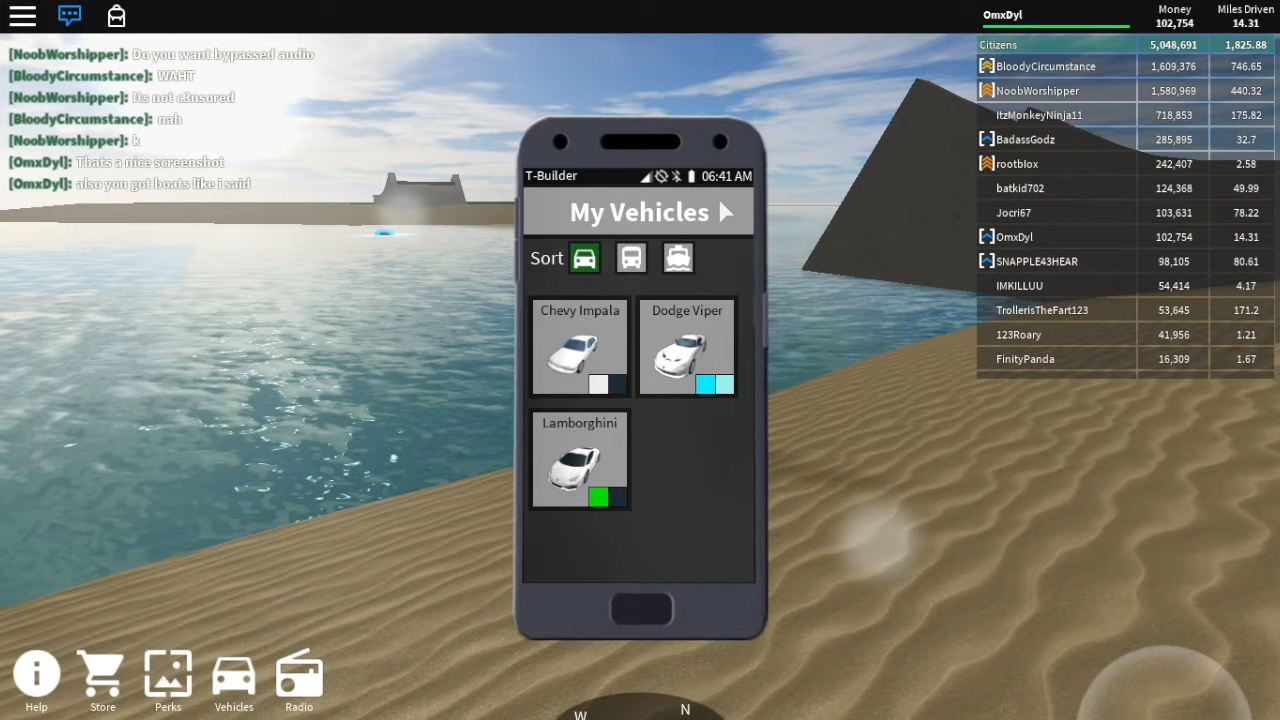 OmxDyl
Money
102,754
Miles Driven
14.31
[NoobWorshipper]: Do you want bypassed audio
[BloodyCircumstance]: WAHT
[NoobWorshipper]: Its not c3nsored
[BloodyCircumstance]: nah
[NoobWorshipper]: k
[OmxDyl]: Thats a nice screenshot
[OmxDyl]: also you got boats like i said
Citizens 5,048,691 1,825.88
BloodyCircumstance 1,609,376 746.65
NoobWorshipper 1,580,969 440.32
ItzMonkeyNinja11 718,853 175.82
BadassGodz 285,895 32.7
rootblox 242,407 2.58
batkid702 124,368 49.99
Jocri67 103,631 78.22
OmxDyl 102,754 14.31
SNAPPLE43HEAR 98,105 80.61
IMKILLUU 54,414 4.17
TrollerisTheFart123 53,645 171.2
123Roary 41,956 1.21
FinityPanda 16,309 1.67
T-Builder 06:41 AM
My Vehicles
Sort
Chevy Impala
Dodge Viper
Lamborghini
Help
Store
Perks
Vehicles
Radio
W
N